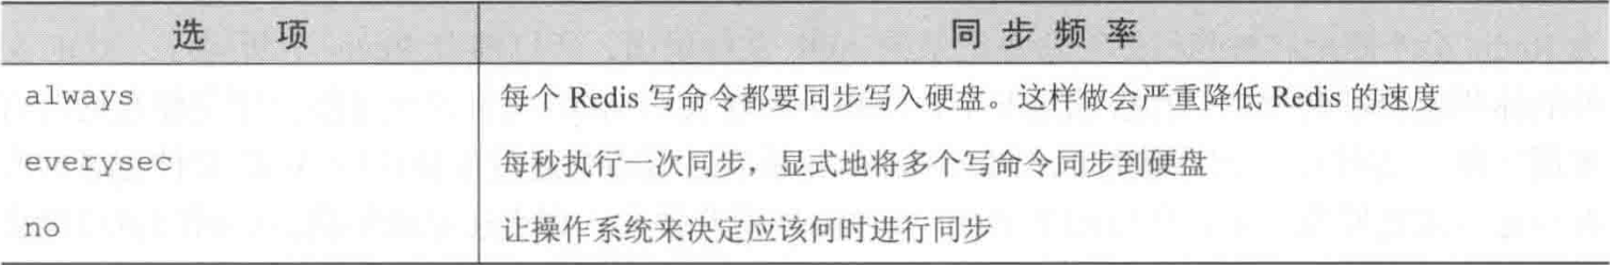 选 项 同 步 频 率
always 每个 Redis 写命令都要同步写入硬盘。这样做会严重降低 Redis 的速度
everysec 每秒执行一次同步，显式地将多个写命令同步到硬盘
no 让操作系统来决定应该何时进行同步